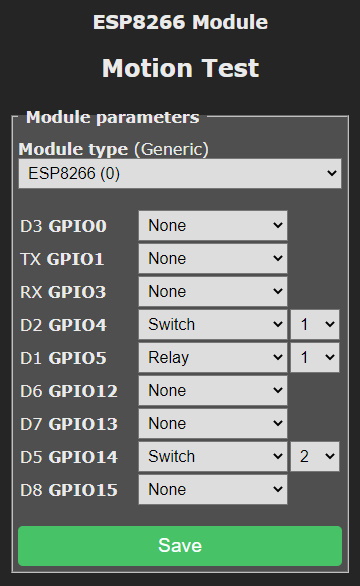 ESP8266 Module
Motion Test
Module parameters
Module type (Generic)
ESP8266 (0)
D3 GPIO0 None
TX GPIO1 None
RX GPIO3 None
D2 GPIO4 Switch 1
D1 GPIO5 Relay 1
D6 GPIO12 None
D7 GPIO13 None
D5 GPIO14 Switch 2
D8 GPIO15 None
Save